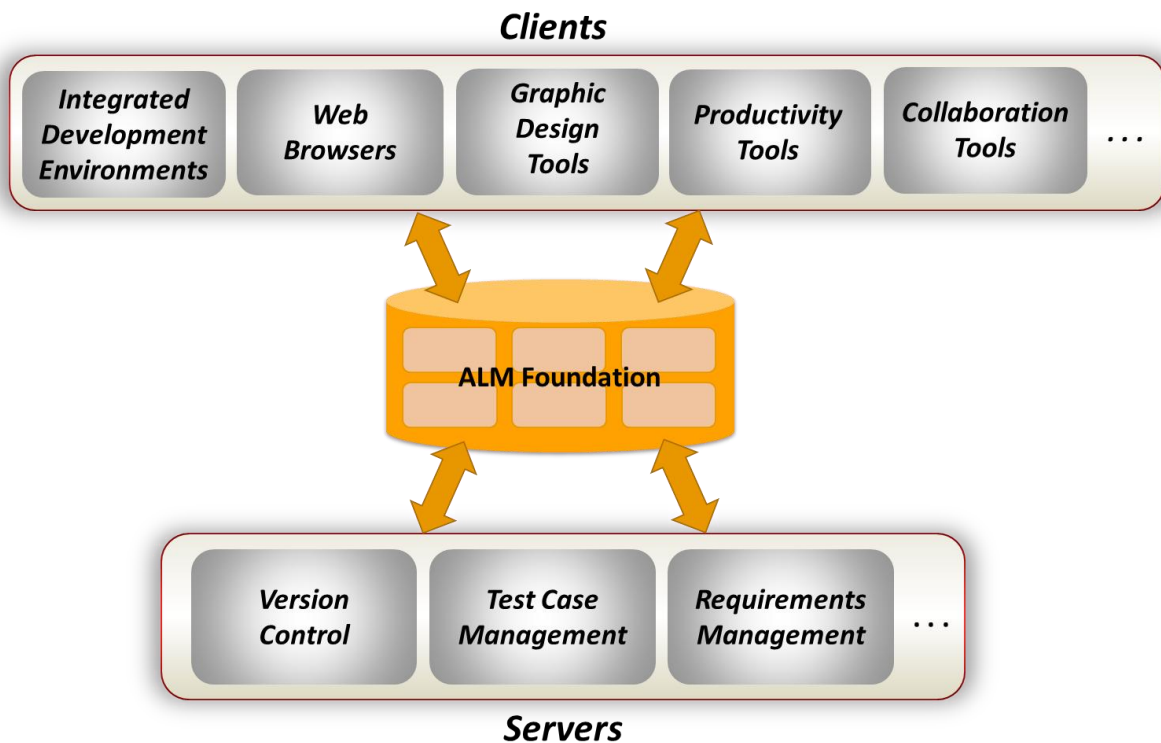 Clients
Integrated
Development
Environments
Web
Browsers
Graphic
Design
Tools
Productivity
Tools
Collaboration
Tools
...
ALM Foundation
Version
Control
Test Case
Management
Requirements
Management
...
Servers